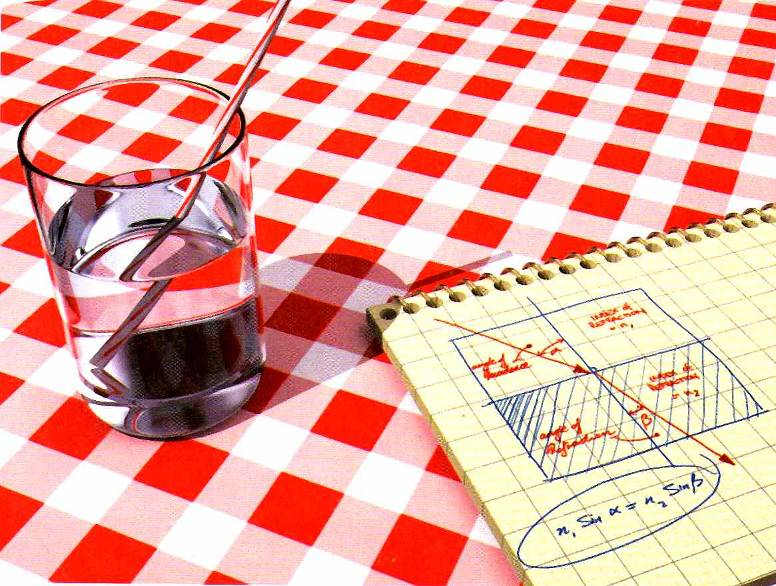 INDEX of
REFRACTION
= n₁
angle of
Incidence
α
INDEX of
REFRACTION
= n₂
angle of
Refraction
β
n₁ Sin α = n₂ Sin β